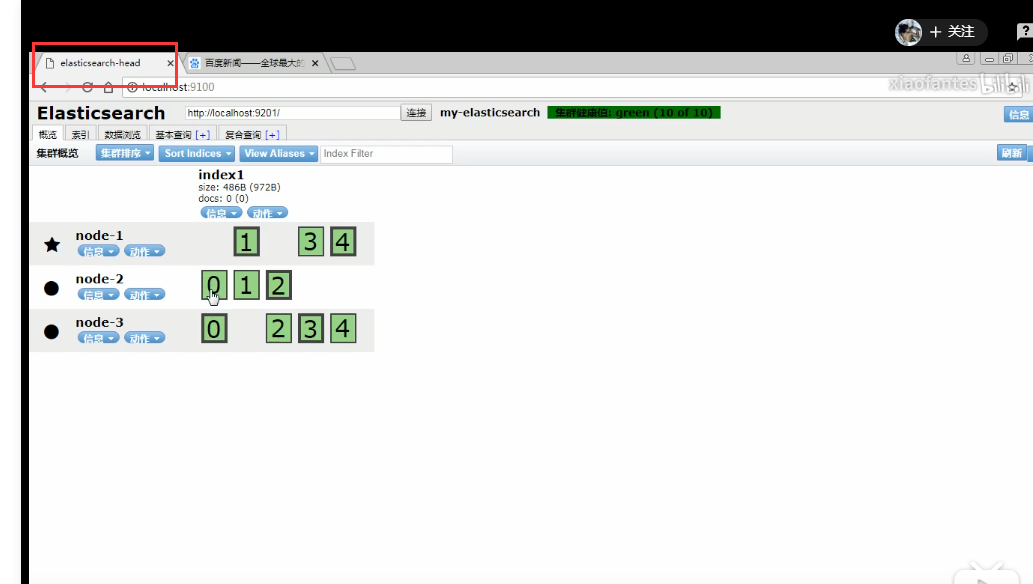 + 关注
elasticsearch-head × 百度新闻——全球最大的 ×
localhost:9100
xiaofantes bilibili
Elasticsearch http://localhost:9201/ 连接 my-elasticsearch 集群健康值: green (10 of 10) 信息
概览 索引 数据浏览 基本查询 [+] 复合查询 [+]
集群概览 集群排序 Sort Indices View Aliases Index Filter 刷新
index1
size: 486B (972B)
docs: 0 (0)
信息 动作
node-1 1 3 4
信息 动作
node-2 0 1 2
信息 动作
node-3 0 2 3 4
信息 动作